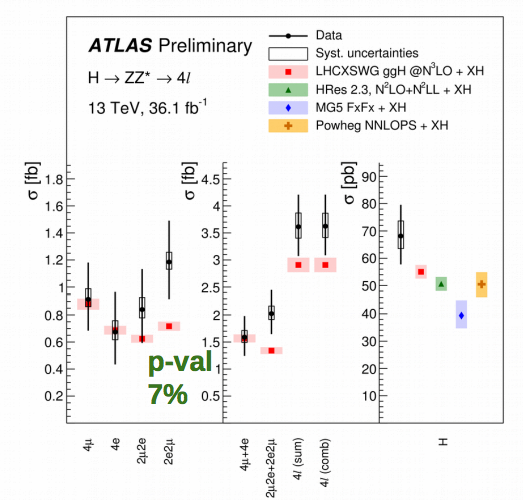 ATLAS Preliminary
H → ZZ* → 4l
13 TeV, 36.1 fb⁻¹
Data
Syst. uncertainties
LHCXSWG ggH @N³LO + XH
HRes 2.3, N²LO+N²LL + XH
MG5 FxFx + XH
Powheg NNLOPS + XH
σ [fb]
1.8
1.6
1.4
1.2
1
0.8
0.6
0.4
0.2
σ [fb]
4.5
4
3.5
3
2.5
2
1.5
1
0.5
σ [pb]
90
80
70
60
50
40
30
20
10
p-val
7%
4μ
4e
2μ2e
2e2μ
4μ+4e
2μ2e+2e2μ
4l (sum)
4l (comb)
H